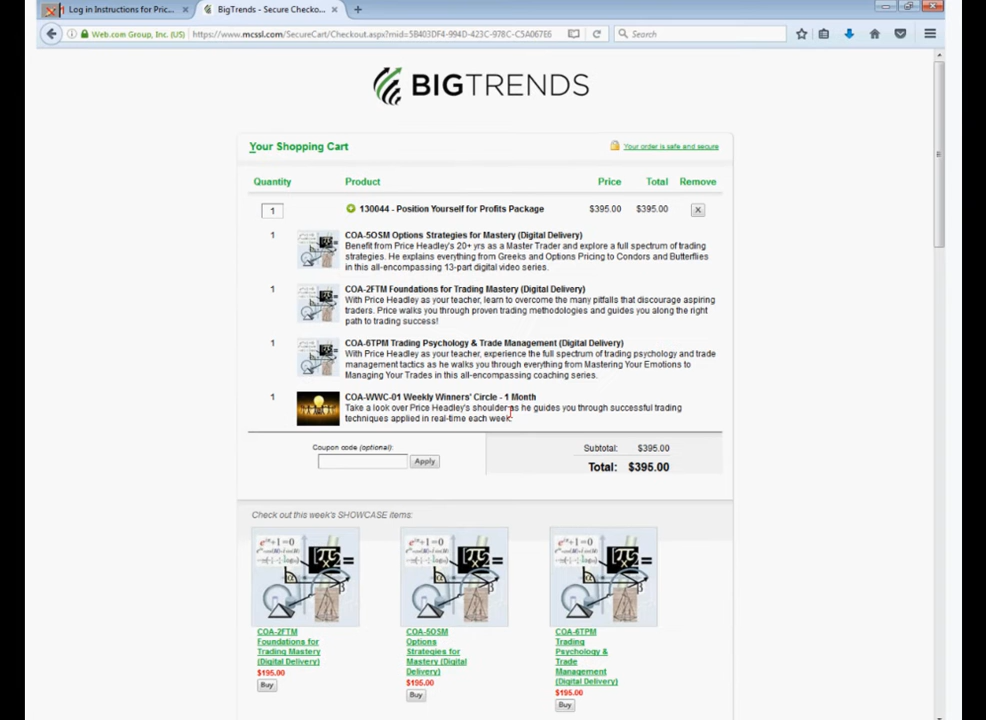 Log in Instructions for Pric...
BigTrends - Secure Checko...
Web.com Group, Inc. (US)
https://www.mcssl.com/SecureCart/Checkout.aspx?mid=5B403DF4-994D-423C-978C-C5A067E6
Search
BIGTRENDS
Your Shopping Cart
Your order is safe and secure
Quantity Product Price Total Remove
1 130044 - Position Yourself for Profits Package $395.00 $395.00 X
1 COA-5OSM Options Strategies for Mastery (Digital Delivery)
Benefit from Price Headley's 20+ yrs as a Master Trader and explore a full spectrum of trading
strategies. He explains everything from Greeks and Options Pricing to Condors and Butterflies
in this all-encompassing 13-part digital video series.
1 COA-2FTM Foundations for Trading Mastery (Digital Delivery)
With Price Headley as your teacher, learn to overcome the many pitfalls that discourage aspiring
traders. Price walks you through proven trading methodologies and guides you along the right
path to trading success!
1 COA-6TPM Trading Psychology & Trade Management (Digital Delivery)
With Price Headley as your teacher, experience the full spectrum of trading psychology and trade
management tactics as he walks you through everything from Mastering Your Emotions to
Managing Your Trades in this all-encompassing coaching series.
1 COA-WWC-01 Weekly Winners' Circle - 1 Month
Take a look over Price Headley's shoulder as he guides you through successful trading
techniques applied in real-time each week.
Coupon code (optional):
Apply
Subtotal: $395.00
Total: $395.00
Check out this week's SHOWCASE items:
COA-2FTM
Foundations for
Trading Mastery
(Digital Delivery)
$195.00
Buy
COA-5OSM
Options
Strategies for
Mastery (Digital
Delivery)
$195.00
Buy
COA-6TPM
Trading
Psychology &
Trade
Management
(Digital Delivery)
$195.00
Buy